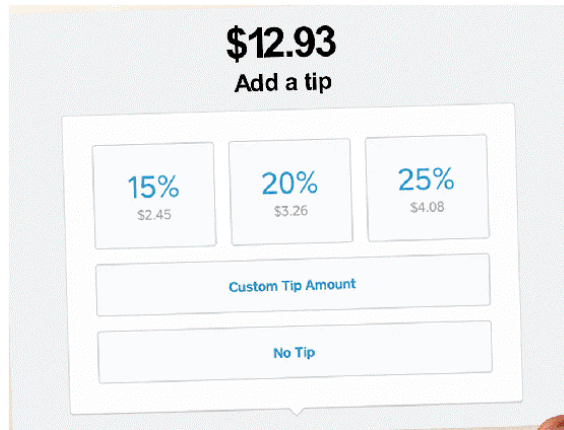 $12.93
Add a tip
15%
$2.45
20%
$3.26
25%
$4.08
Custom Tip Amount
No Tip